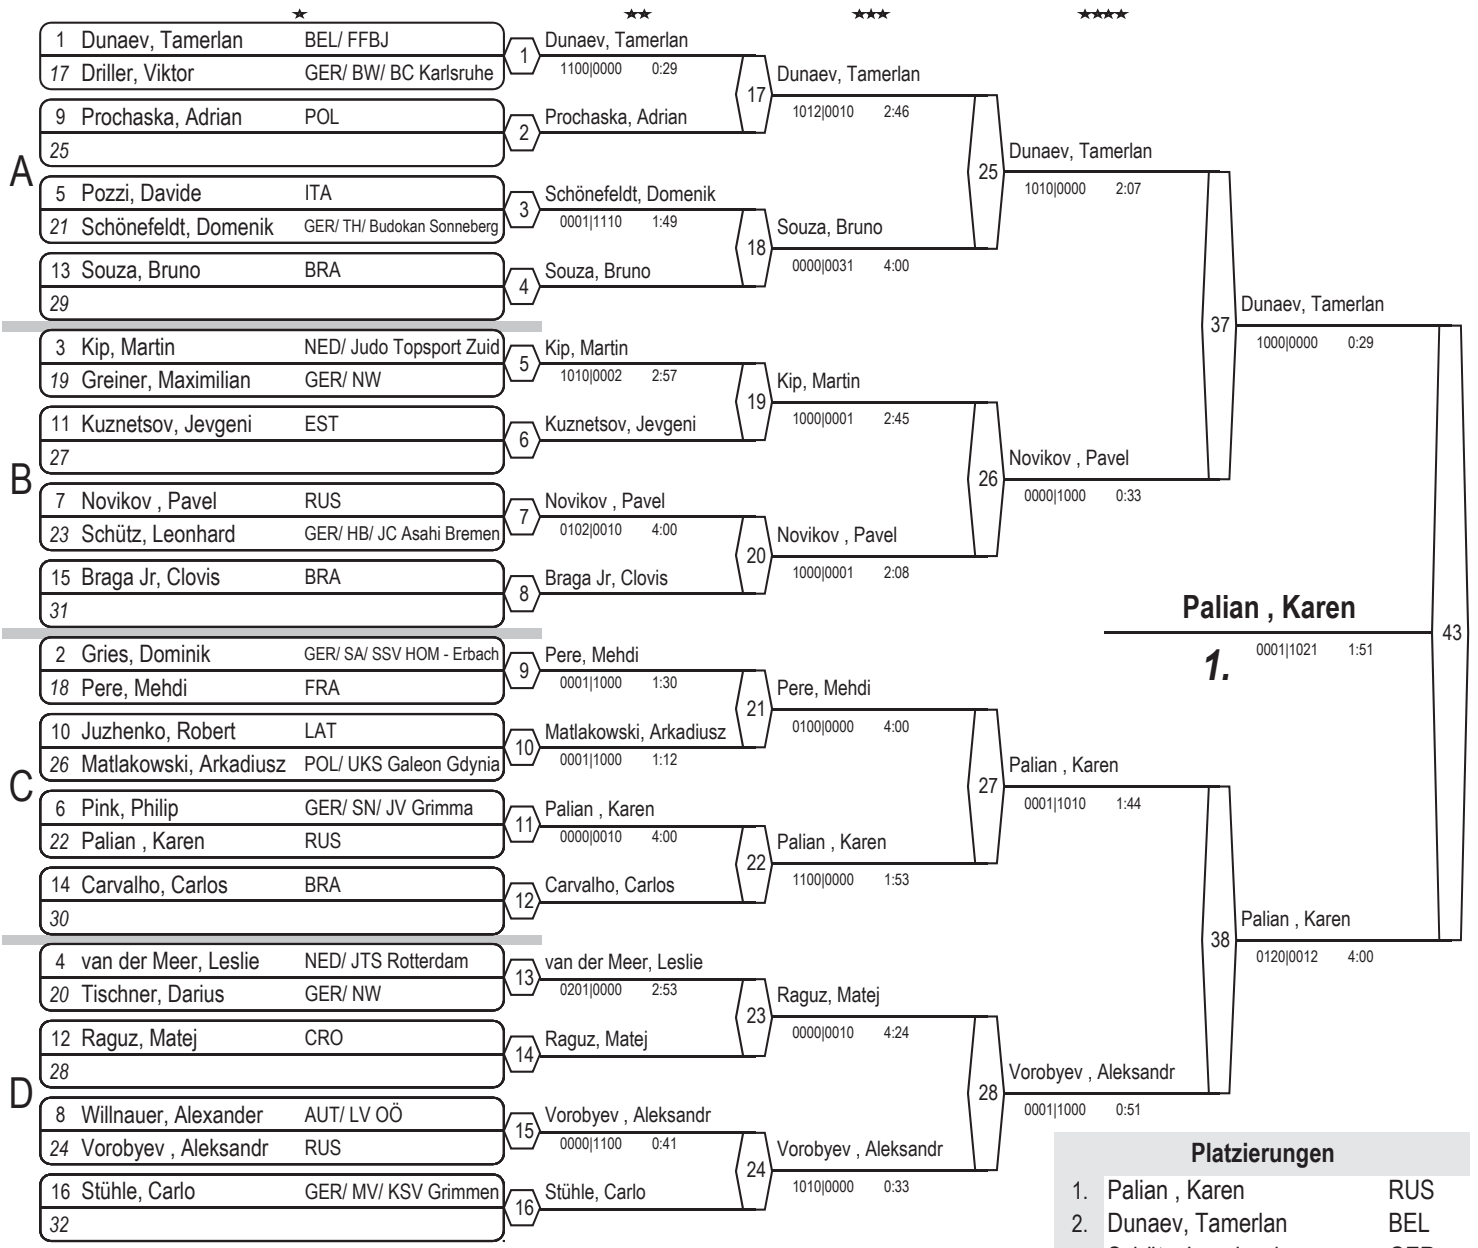 ★ ★★ ★★★ ★★★★
A
1 Dunaev, Tamerlan BEL/ FFBJ
17 Driller, Viktor GER/ BW/ BC Karlsruhe
9 Prochaska, Adrian POL
25
5 Pozzi, Davide ITA
21 Schönefeldt, Domenik GER/ TH/ Budokan Sonneberg
13 Souza, Bruno BRA
29
B
3 Kip, Martin NED/ Judo Topsport Zuid
19 Greiner, Maximilian GER/ NW
11 Kuznetsov, Jevgeni EST
27
7 Novikov , Pavel RUS
23 Schütz, Leonhard GER/ HB/ JC Asahi Bremen
15 Braga Jr, Clovis BRA
31
C
2 Gries, Dominik GER/ SA/ SSV HOM - Erbach
18 Pere, Mehdi FRA
10 Juzhenko, Robert LAT
26 Matlakowski, Arkadiusz POL/ UKS Galeon Gdynia
6 Pink, Philip GER/ SN/ JV Grimma
22 Palian , Karen RUS
14 Carvalho, Carlos BRA
30
D
4 van der Meer, Leslie NED/ JTS Rotterdam
20 Tischner, Darius GER/ NW
12 Raguz, Matej CRO
28
8 Willnauer, Alexander AUT/ LV OÖ
24 Vorobyev , Aleksandr RUS
16 Stühle, Carlo GER/ MV/ KSV Grimmen
32
1 Dunaev, Tamerlan
1100|0000 0:29
2 Prochaska, Adrian
3 Schönefeldt, Domenik
0001|1110 1:49
4 Souza, Bruno
5 Kip, Martin
1010|0002 2:57
6 Kuznetsov, Jevgeni
7 Novikov , Pavel
0102|0010 4:00
8 Braga Jr, Clovis
9 Pere, Mehdi
0001|1000 1:30
10 Matlakowski, Arkadiusz
0001|1000 1:12
11 Palian , Karen
0000|0010 4:00
12 Carvalho, Carlos
13 van der Meer, Leslie
0201|0000 2:53
14 Raguz, Matej
15 Vorobyev , Aleksandr
0000|1100 0:41
16 Stühle, Carlo
17 Dunaev, Tamerlan
1012|0010 2:46
18 Souza, Bruno
0000|0031 4:00
19 Kip, Martin
1000|0001 2:45
20 Novikov , Pavel
1000|0001 2:08
21 Pere, Mehdi
0100|0000 4:00
22 Palian , Karen
1100|0000 1:53
23 Raguz, Matej
0000|0010 4:24
24 Vorobyev , Aleksandr
1010|0000 0:33
25 Dunaev, Tamerlan
1010|0000 2:07
26 Novikov , Pavel
0000|1000 0:33
27 Palian , Karen
0001|1010 1:44
28 Vorobyev , Aleksandr
0001|1000 0:51
37 Dunaev, Tamerlan
1000|0000 0:29
38 Palian , Karen
0120|0012 4:00
43 Palian , Karen
1. 0001|1021 1:51
Platzierungen
1. Palian , Karen RUS
2. Dunaev, Tamerlan BEL